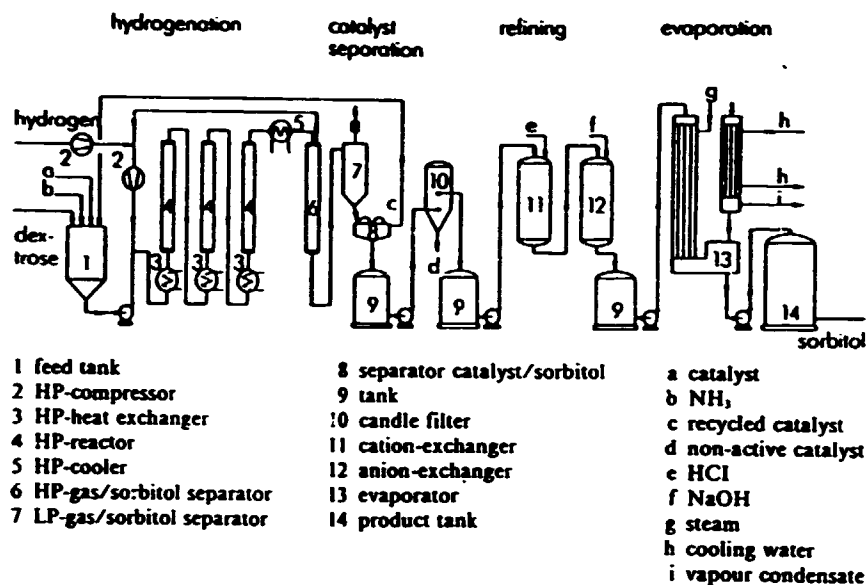 hydrogenation
catalyst
separation
refining
evaporation
hydrogen
2
2
a
b
dex-
trose
1
3
3
3
4
4
4
5
6
7
c
8
9
10
d
9
e
11
f
12
9
g
h
h
i
13
14
sorbitol
1 feed tank
2 HP-compressor
3 HP-heat exchanger
4 HP-reactor
5 HP-cooler
6 HP-gas/sorbitol separator
7 LP-gas/sorbitol separator
8 separator catalyst/sorbitol
9 tank
10 candle filter
11 cation-exchanger
12 anion-exchanger
13 evaporator
14 product tank
a catalyst
b NH₃
c recycled catalyst
d non-active catalyst
e HCl
f NaOH
g steam
h cooling water
i vapour condensate